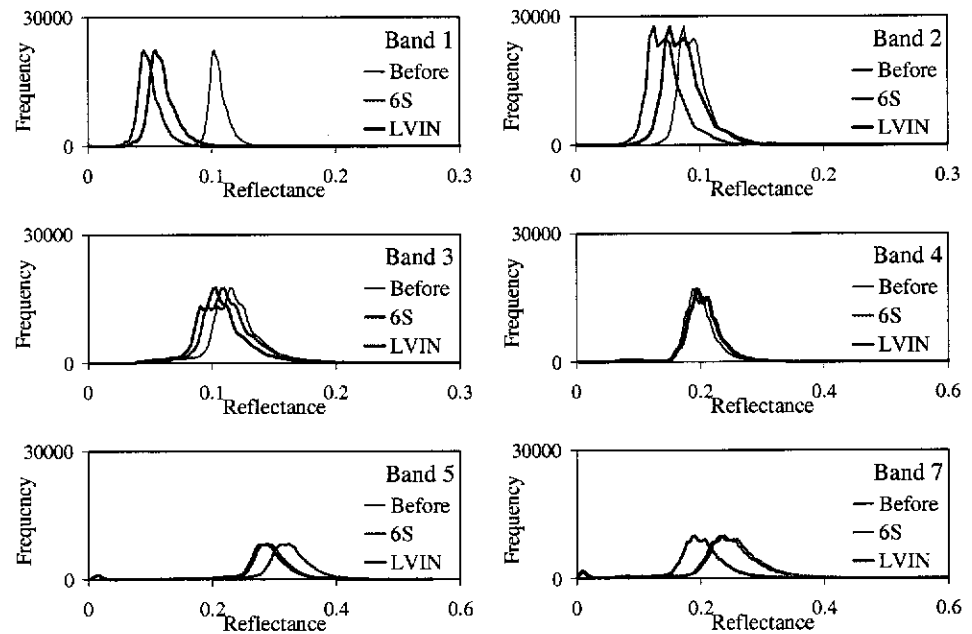 30000
Frequency
0
Band 1
Before
6S
LVIN
0 0.1 0.2 0.3
Reflectance
30000
Frequency
0
Band 2
Before
6S
LVIN
0 0.1 0.2 0.3
Reflectance
30000
Frequency
0
Band 3
Before
6S
LVIN
0 0.1 0.2 0.3
Reflectance
30000
Frequency
0
Band 4
Before
6S
LVIN
0 0.2 0.4 0.6
Reflectance
30000
Frequency
0
Band 5
Before
6S
LVIN
0 0.2 0.4 0.6
Reflectance
30000
Frequency
0
Band 7
Before
6S
LVIN
0 0.2 0.4 0.6
Reflectance